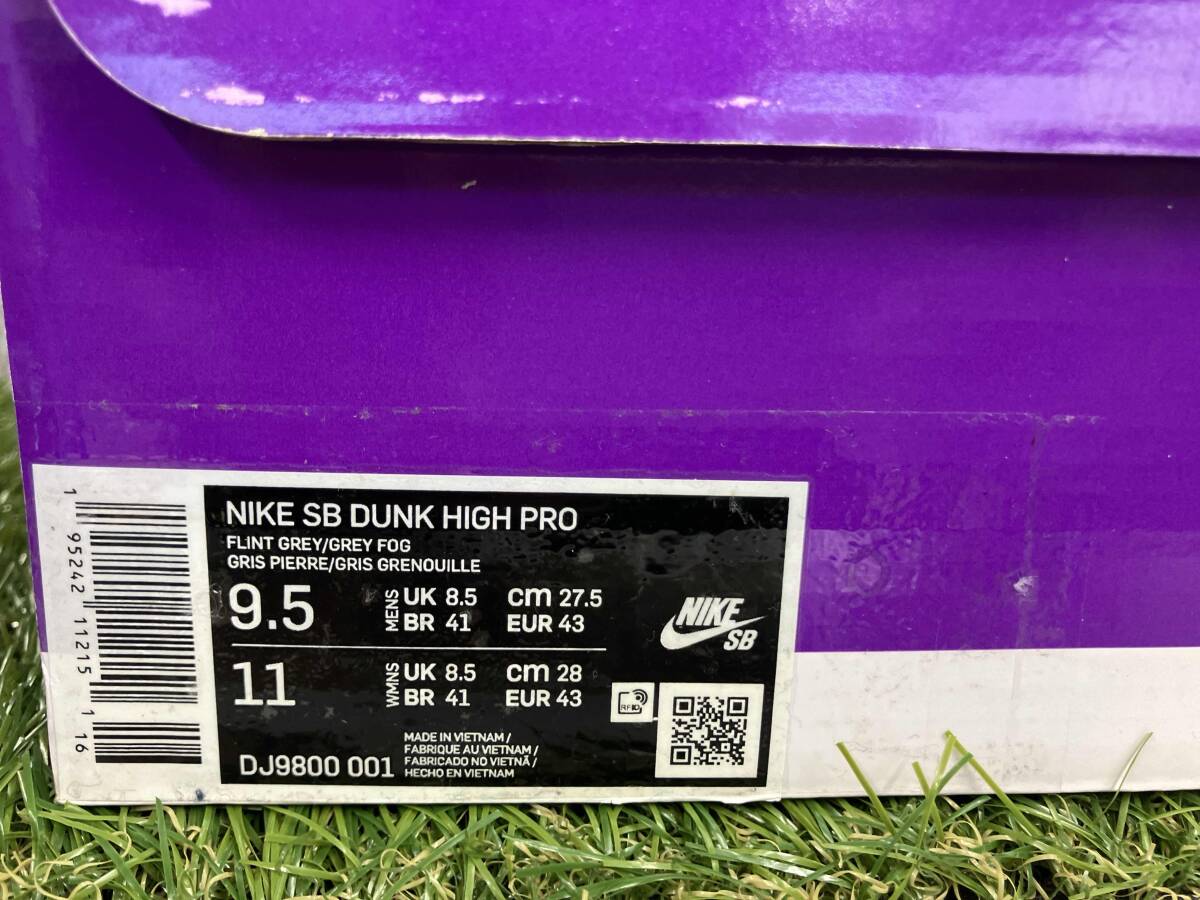 NIKE SB DUNK HIGH PRO
FLINT GREY/GREY FOG
GRIS PIERRE/GRIS GRENOUILLE
9.5 MENS UK 8.5 cm 27.5
BR 41 EUR 43
11 WMNS UK 8.5 cm 28
BR 41 EUR 43
NIKE
SB
RFID
DJ9800 001
MADE IN VIETNAM /
FABRIQUE AU VIETNAM /
FABRICADO NO VIETNÃ /
HECHO EN VIETNAM
1 95242 11215 1 16